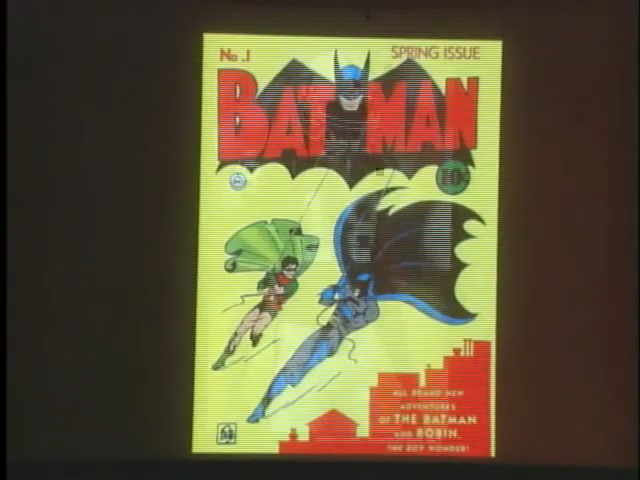 No.1
SPRING ISSUE
BATMAN
10¢
ALL BRAND NEW
ADVENTURES
OF THE BATMAN
AND ROBIN,
THE BOY WONDER!